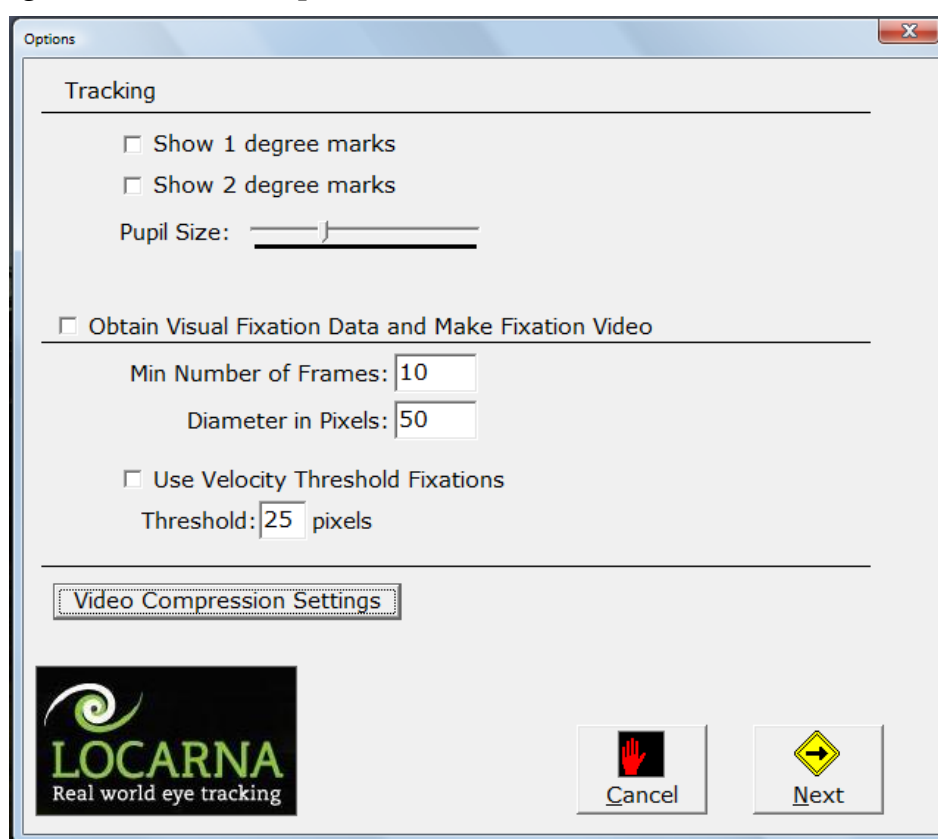 Options
Tracking
Show 1 degree marks
Show 2 degree marks
Pupil Size:
Obtain Visual Fixation Data and Make Fixation Video
Min Number of Frames: 10
Diameter in Pixels: 50
Use Velocity Threshold Fixations
Threshold: 25 pixels
Video Compression Settings
LOCARNA
Real world eye tracking
Cancel
Next